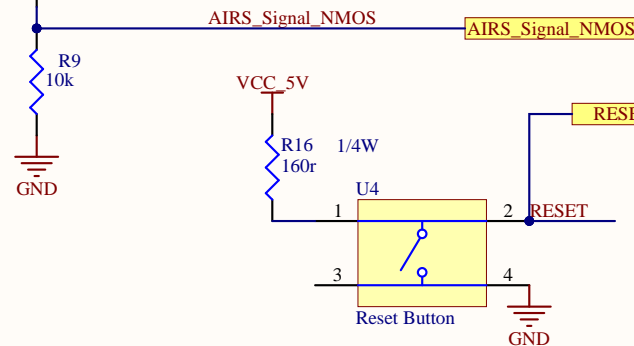 AIRS_Signal_NMOS
AIRS_Signal_NMOS
R9
10k
GND
VCC_5V
R16 1/4W
160r
RESE
U4
1
2
RESET
3
4
Reset Button
GND